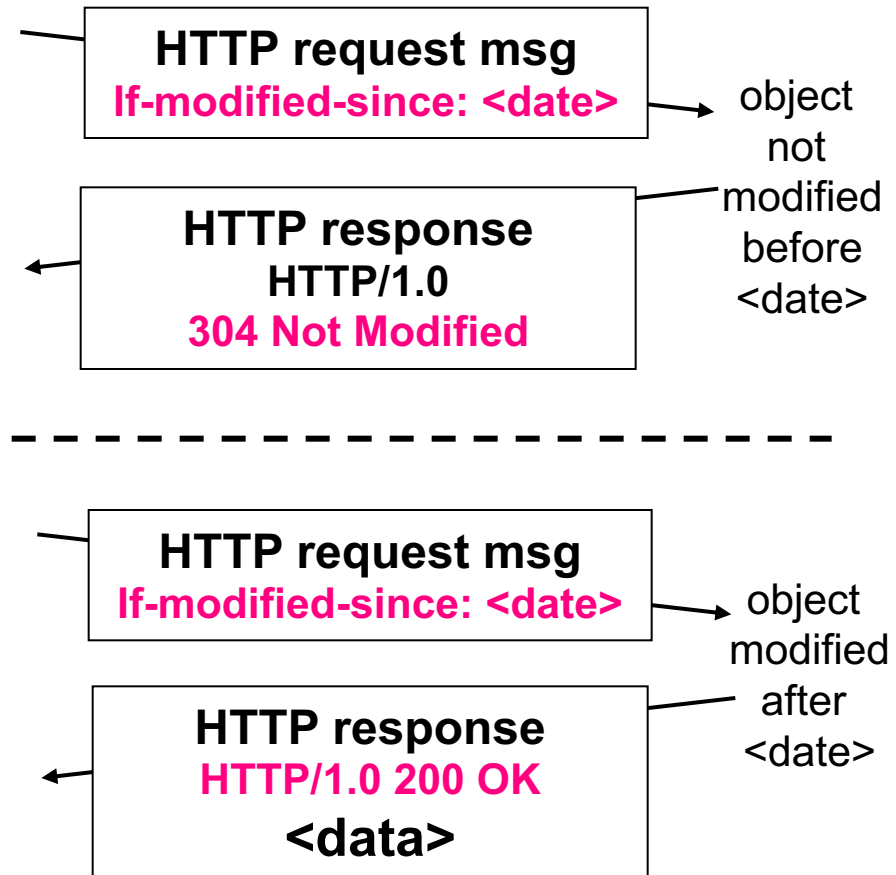 HTTP request msg
If-modified-since: <date>
object
not
modified
before
<date>
HTTP response
HTTP/1.0
304 Not Modified
HTTP request msg
If-modified-since: <date>
object
modified
after
<date>
HTTP response
HTTP/1.0 200 OK
<data>